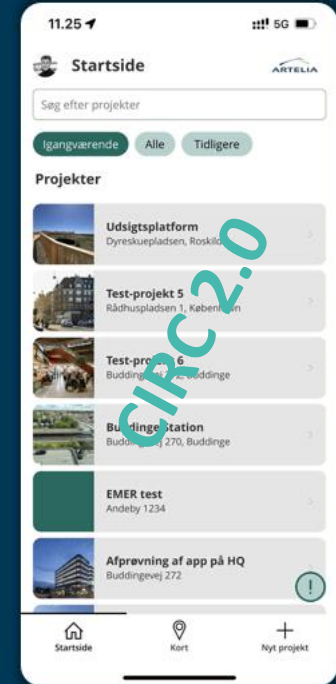 11.25
5G
Startside
ARTELIA
Søg efter projekter
Igangværende
Alle
Tidligere
Projekter
Udsigtsplatform
Dyreskuepladsen, Roskilde
Test-projekt 5
Rådhuspladsen 1, København
Test-projekt 6
Buddingevej 272, Buddinge
Buddinge Station
Buddingevej 270, Buddinge
EMER test
Andeby 1234
Afprøvning af app på HQ
Buddingevej 272
!
Startside
Kort
Nyt projekt
CIRC 2.0